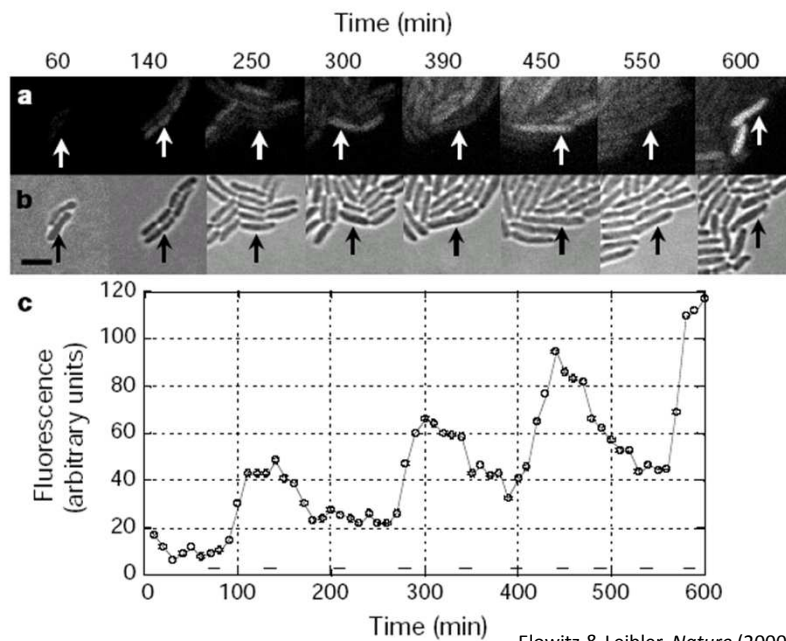 Time (min)
60 140 250 300 390 450 550 600
a
b
c
120
100
80
60
40
20
0
Fluorescence
(arbitrary units)
0 100 200 300 400 500 600
Time (min)
Elowitz & Leibler, Nature (2000